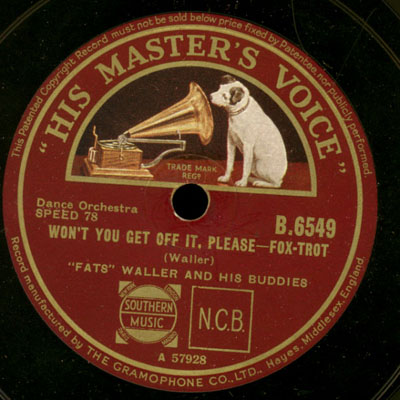 This Patented Copyright Record must not be sold below price fixed by Patentee, nor publicly performed.
"HIS MASTER'S VOICE"
TRADE MARK
REGD
Dance Orchestra
SPEED 78
B.6549
WON'T YOU GET OFF IT, PLEASE—FOX-TROT
(Waller)
"FATS" WALLER AND HIS BUDDIES
SOUTHERN
MUSIC
N.C.B.
A 57928
Record manufactured by THE GRAMOPHONE CO., LTD., Hayes, Middlesex, England.